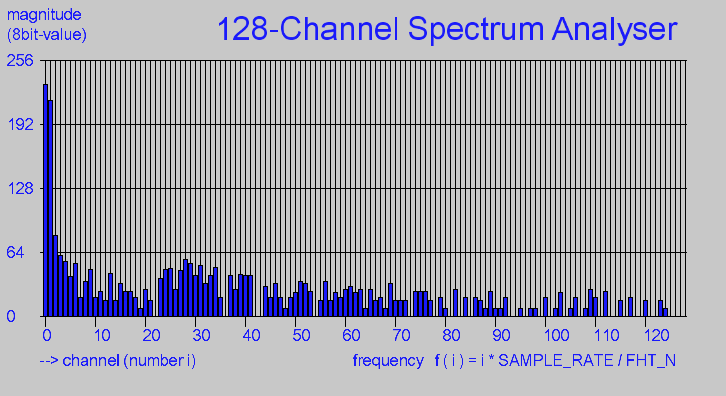 magnitude
(8bit-value)
128-Channel Spectrum Analyser
256
192
128
64
0
0 10 20 30 40 50 60 70 80 90 100 110 120
--> channel (number i)
frequency f ( i ) = i * SAMPLE_RATE / FHT_N